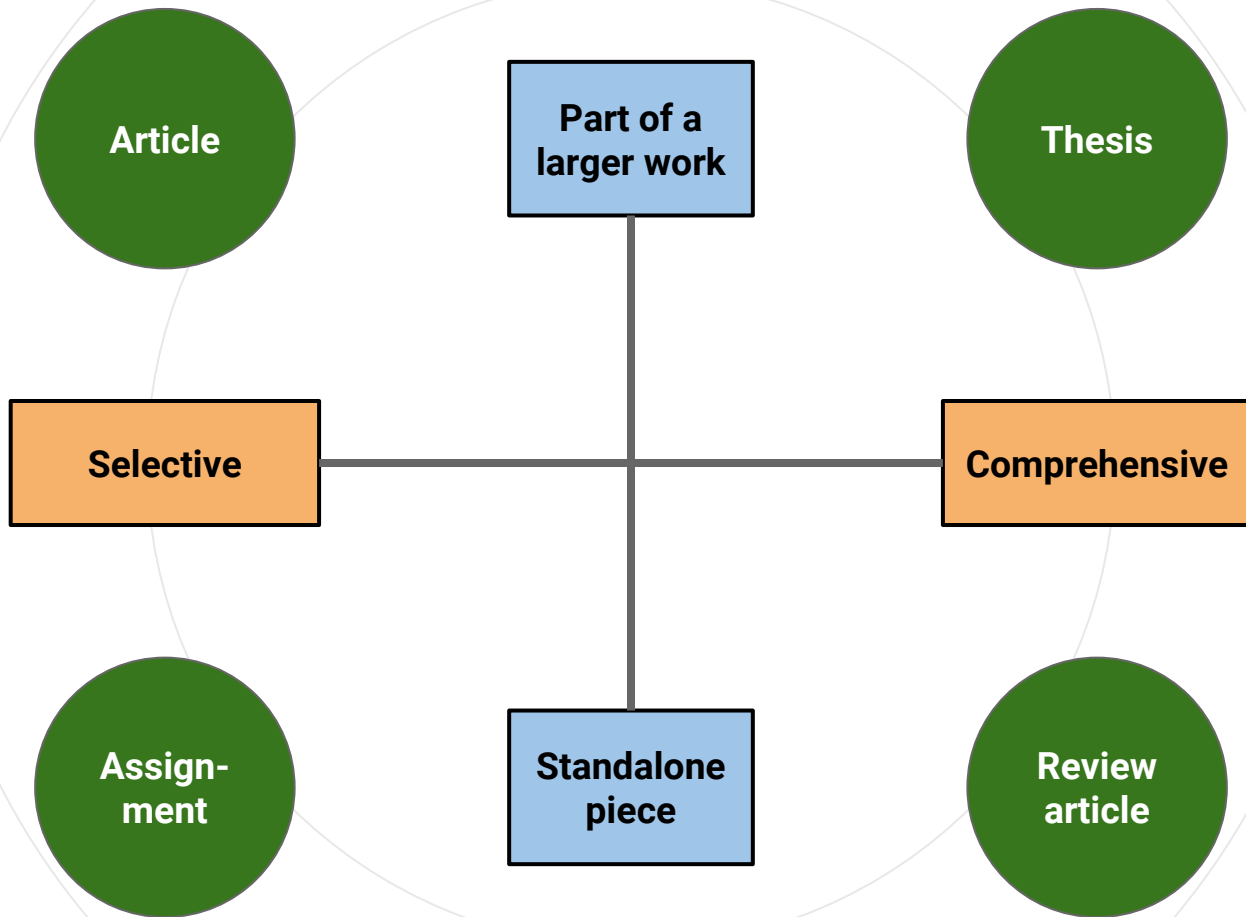 Article
Part of a
larger work
Thesis
Selective
Comprehensive
Assign-
ment
Standalone
piece
Review
article